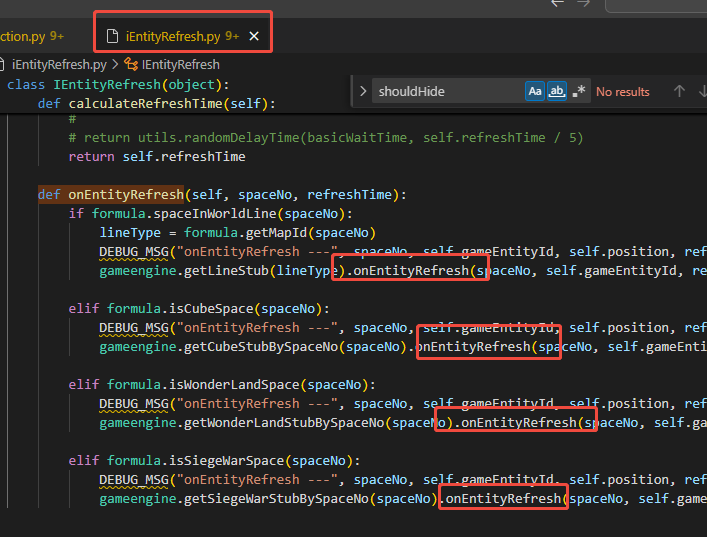 ction.py 9+
iEntityRefresh.py 9+
iEntityRefresh.py > IEntityRefresh
class IEntityRefresh(object):
def calculateRefreshTime(self):
shouldHide
Aa ab
No results
#
# return utils.randomDelayTime(basicWaitTime, self.refreshTime / 5)
return self.refreshTime
def onEntityRefresh(self, spaceNo, refreshTime):
if formula.spaceInWorldLine(spaceNo):
lineType = formula.getMapId(spaceNo)
DEBUG_MSG("onEntityRefresh ---", spaceNo, self.gameEntityId, self.position, ref
gameengine.getLineStub(lineType).onEntityRefresh(spaceNo, self.gameEntityId, re
elif formula.isCubeSpace(spaceNo):
DEBUG_MSG("onEntityRefresh ---", spaceNo, self.gameEntityId, self.position, ref
gameengine.getCubeStubBySpaceNo(spaceNo).onEntityRefresh(spaceNo, self.gameEnti
elif formula.isWonderLandSpace(spaceNo):
DEBUG_MSG("onEntityRefresh ---", spaceNo, self.gameEntityId, self.position, ref
gameengine.getWonderLandStubBySpaceNo(spaceNo).onEntityRefresh(spaceNo, self.ga
elif formula.isSiegeWarSpace(spaceNo):
DEBUG_MSG("onEntityRefresh ---", spaceNo, self.gameEntityId, self.position, ref
gameengine.getSiegeWarStubBySpaceNo(spaceNo).onEntityRefresh(spaceNo, self.game